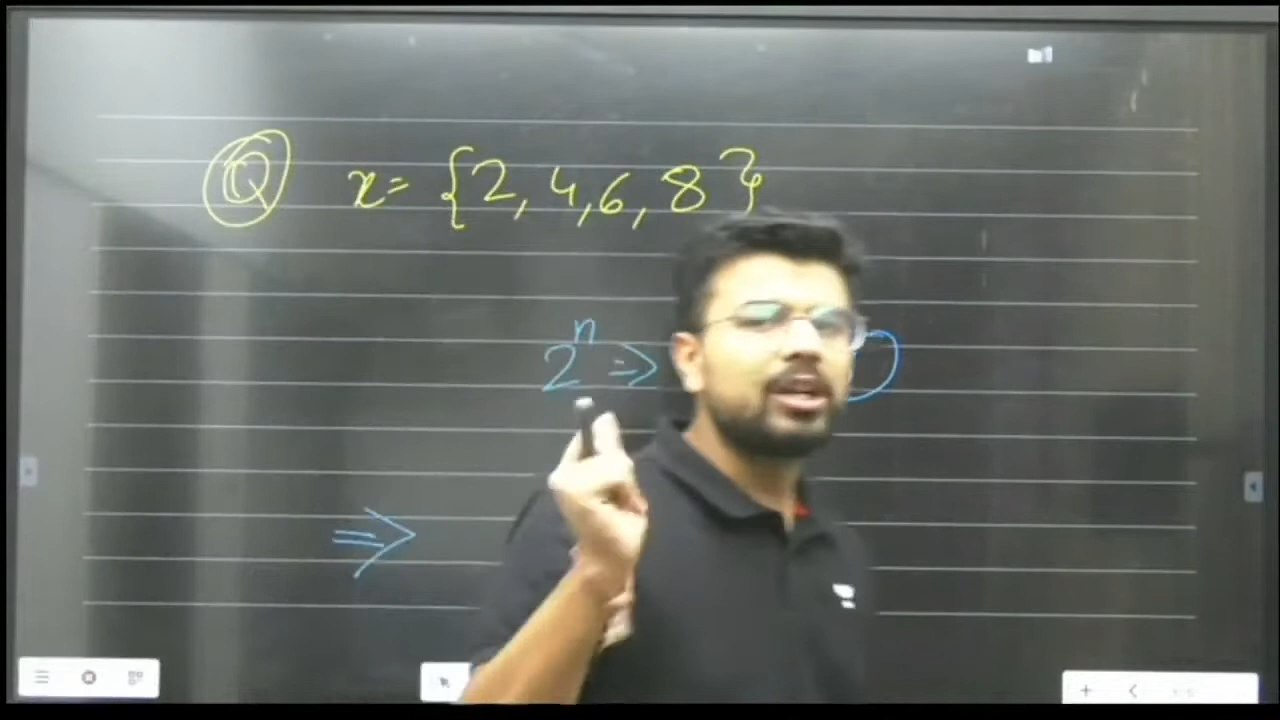 Q x = {2, 4, 6, 8}
2ⁿ ⇒
⇒